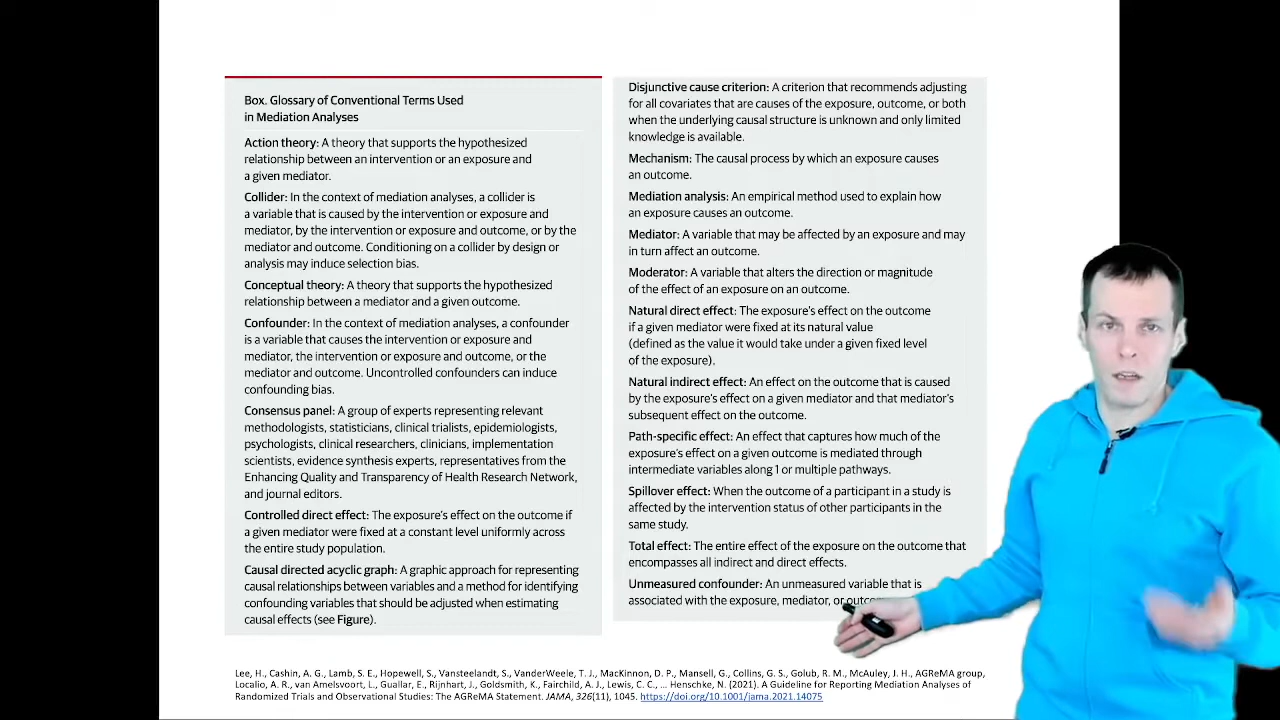 Box. Glossary of Conventional Terms Used
in Mediation Analyses
Action theory: A theory that supports the hypothesized
relationship between an intervention or an exposure and
a given mediator.
Collider: In the context of mediation analyses, a collider is
a variable that is caused by the intervention or exposure and
mediator, by the intervention or exposure and outcome, or by the
mediator and outcome. Conditioning on a collider by design or
analysis may induce selection bias.
Conceptual theory: A theory that supports the hypothesized
relationship between a mediator and a given outcome.
Confounder: In the context of mediation analyses, a confounder
is a variable that causes the intervention or exposure and
mediator, the intervention or exposure and outcome, or the
mediator and outcome. Uncontrolled confounders can induce
confounding bias.
Consensus panel: A group of experts representing relevant
methodologists, statisticians, clinical trialists, epidemiologists,
psychologists, clinical researchers, clinicians, implementation
scientists, evidence synthesis experts, representatives from the
Enhancing Quality and Transparency of Health Research Network,
and journal editors.
Controlled direct effect: The exposure's effect on the outcome if
a given mediator were fixed at a constant level uniformly across
the entire study population.
Causal directed acyclic graph: A graphic approach for representing
causal relationships between variables and a method for identifying
confounding variables that should be adjusted when estimating
causal effects (see Figure).
Disjunctive cause criterion: A criterion that recommends adjusting
for all covariates that are causes of the exposure, outcome, or both
when the underlying causal structure is unknown and only limited
knowledge is available.
Mechanism: The causal process by which an exposure causes
an outcome.
Mediation analysis: An empirical method used to explain how
an exposure causes an outcome.
Mediator: A variable that may be affected by an exposure and may
in turn affect an outcome.
Moderator: A variable that alters the direction or magnitude
of the effect of an exposure on an outcome.
Natural direct effect: The exposure's effect on the outcome
if a given mediator were fixed at its natural value
(defined as the value it would take under a given fixed level
of the exposure).
Natural indirect effect: An effect on the outcome that is caused
by the exposure's effect on a given mediator and that mediator's
subsequent effect on the outcome.
Path-specific effect: An effect that captures how much of the
exposure's effect on a given outcome is mediated through
intermediate variables along 1 or multiple pathways.
Spillover effect: When the outcome of a participant in a study is
affected by the intervention status of other participants in the
same study.
Total effect: The entire effect of the exposure on the outcome that
encompasses all indirect and direct effects.
Unmeasured confounder: An unmeasured variable that is
associated with the exposure, mediator, or
Lee, H., Cashin, A. G., Lamb, S. E., Hopewell, S., Vansteelandt, S., VanderWeele, T. J., MacKinnon, D. P., Mansell, G., Collins, G. S., Golub, R. M., McAuley, J. H., AGReMA group,
Localio, A. R., van Amelsvoort, L., Guallar, E., Rijnhart, J., Goldsmith, K., Fairchild, A. J., Lewis, C. C., ... Henschke, N. (2021). A Guideline for Reporting Mediation Analyses of
Randomized Trials and Observational Studies: The AGReMA Statement. JAMA, 326(11), 1045. https://doi.org/10.1001/jama.2021.14075